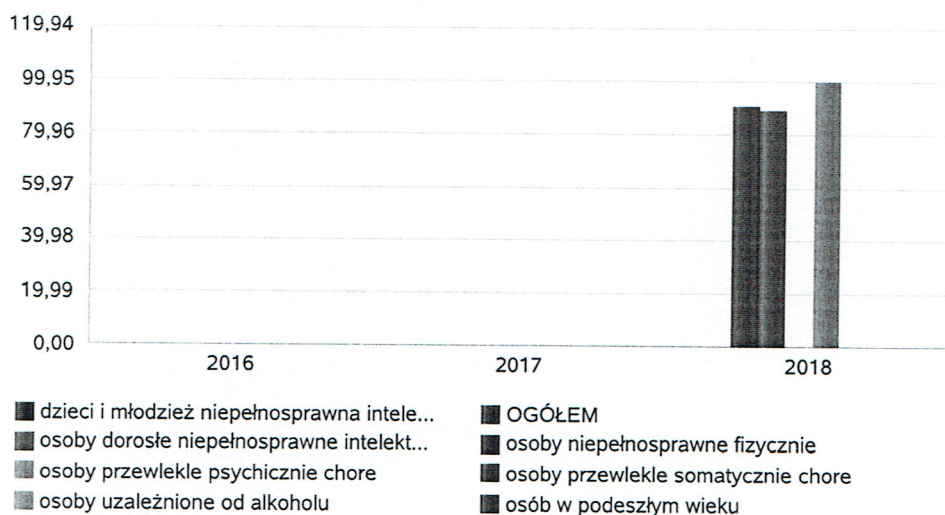 119,94
99,95
79,96
59,97
39,98
19,99
0,00
2016 2017 2018
dzieci i młodzież niepełnosprawna intele...
osoby dorosłe niepełnosprawne intelekt...
osoby przewlekle psychicznie chore
osoby uzależnione od alkoholu
OGÓŁEM
osoby niepełnosprawne fizycznie
osoby przewlekle somatycznie chore
osób w podeszłym wieku